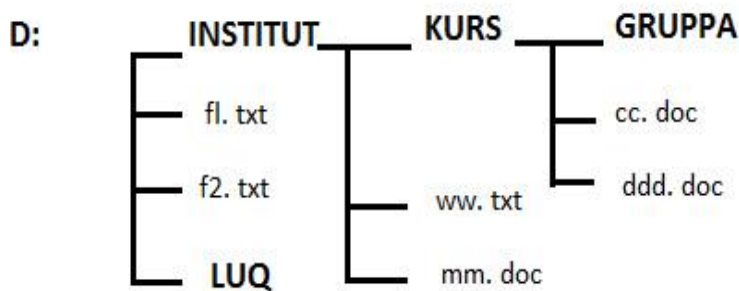 D: INSTITUT KURS GRUPPA
fl. txt cc. doc
f2. txt ddd. doc
ww. txt
LUQ mm. doc